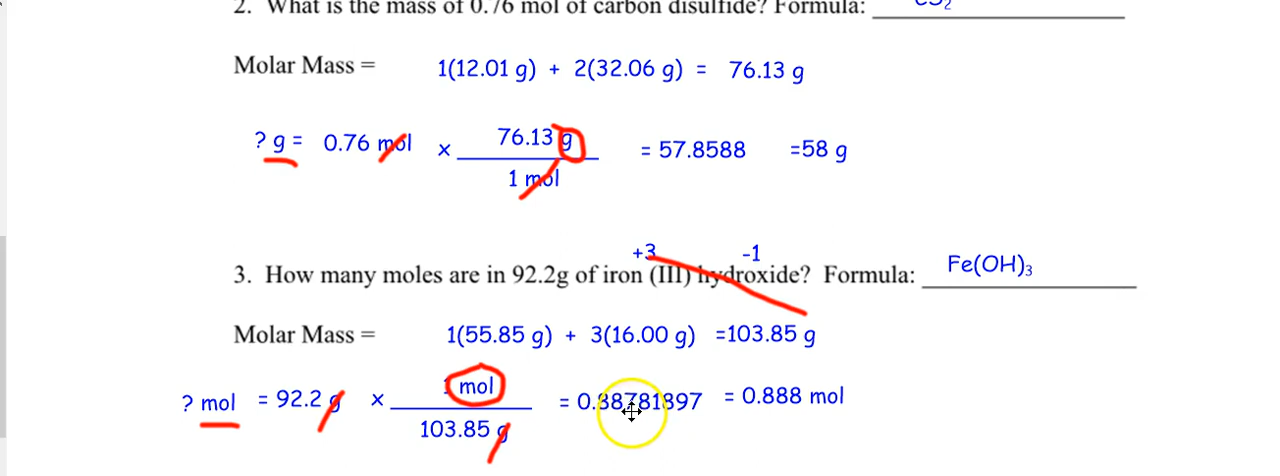 2. What is the mass of 0.76 mol of carbon disulfide? Formula: CS₂
Molar Mass = 1(12.01 g) + 2(32.06 g) = 76.13 g
? g = 0.76 mol x 76.13 g = 57.8588 =58 g
1 mol
+3 -1
3. How many moles are in 92.2g of iron (III) hydroxide? Formula: Fe(OH)₃
Molar Mass = 1(55.85 g) + 3(16.00 g) =103.85 g
? mol = 92.2 g x 1 mol = 0.88781897 = 0.888 mol
103.85 g